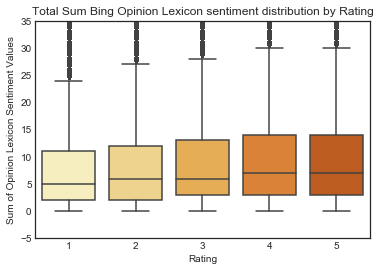 Total Sum Bing Opinion Lexicon sentiment distribution by Rating
Sum of Opinion Lexicon Sentiment Values
35
30
25
20
15
10
5
0
−5
1 2 3 4 5
Rating